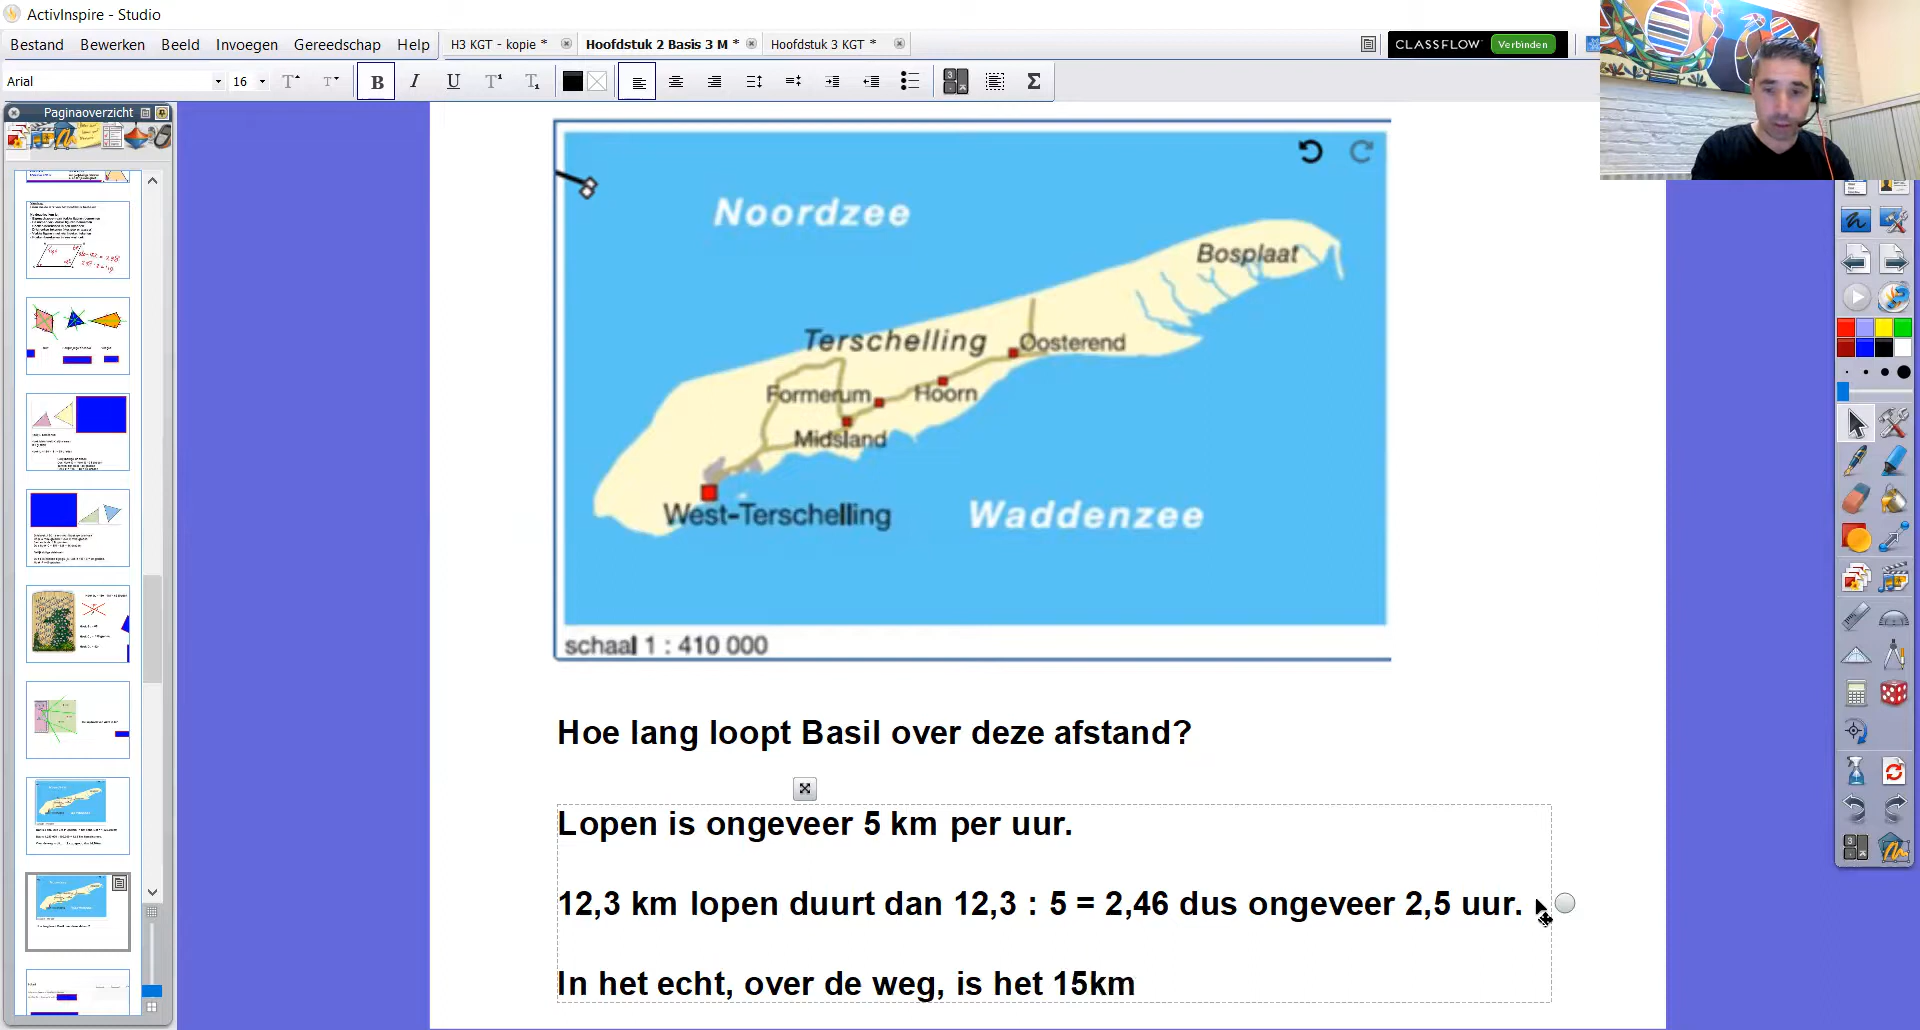 ActivInspire - Studio
Bestand Bewerken Beeld Invoegen Gereedschap Help
H3 KGT - kopie * Hoofdstuk 2 Basis 3 M * Hoofdstuk 3 KGT *
CLASSFLOW Verbinden
Arial 16
Paginaoverzicht
Noordzee
Bosplaat
Terschelling
Oosterend
Formerum
Hoorn
Midsland
West-Terschelling
Waddenzee
schaal 1 : 410 000
Hoe lang loopt Basil over deze afstand?
Lopen is ongeveer 5 km per uur.
12,3 km lopen duurt dan 12,3 : 5 = 2,46 dus ongeveer 2,5 uur.
In het echt, over de weg, is het 15km